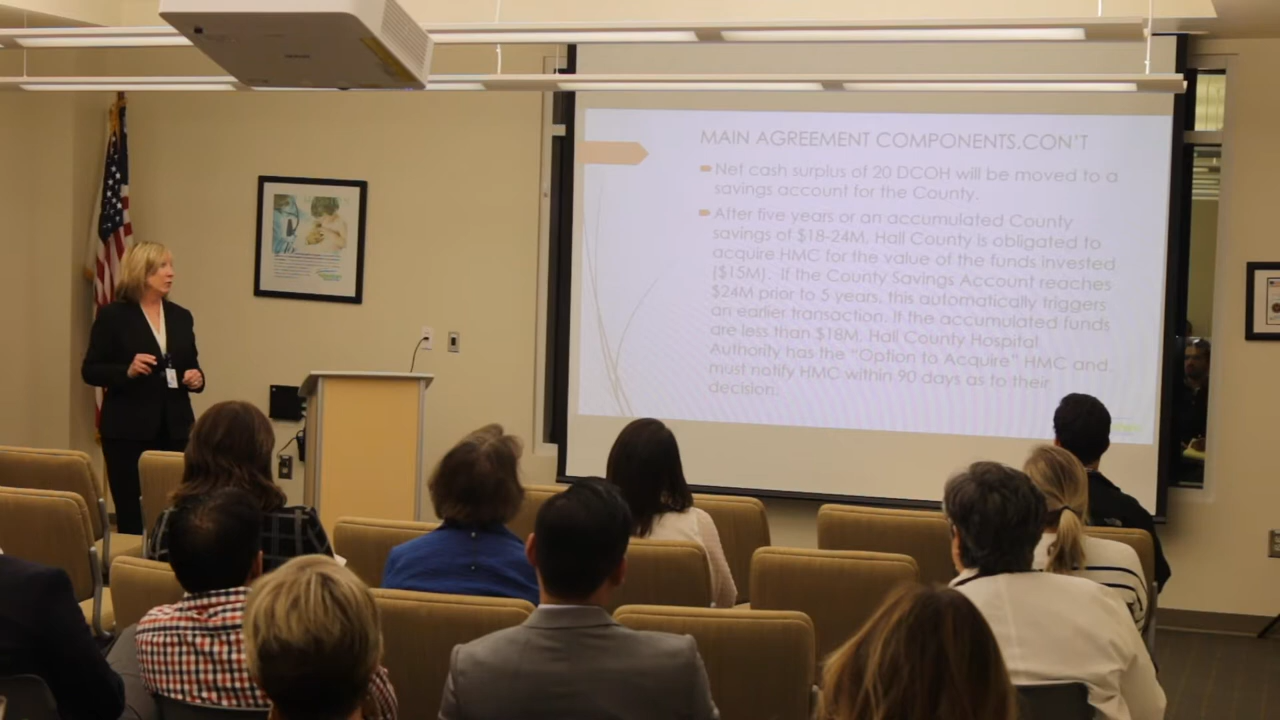 MAIN AGREEMENT COMPONENTS.CON'T
Net cash surplus of 20 DCOH will be moved to a
savings account for the County.
After five years or an accumulated County
savings of $18-24M, Hall County is obligated to
acquire HMC for the value of the funds invested
($15M). If the County Savings Account reaches
$24M prior to 5 years, this automatically triggers
an earlier transaction. If the accumulated funds
are less than $18M, Hall County Hospital
Authority has the "Option to Acquire" HMC and
must notify HMC within 90 days as to their
decision.